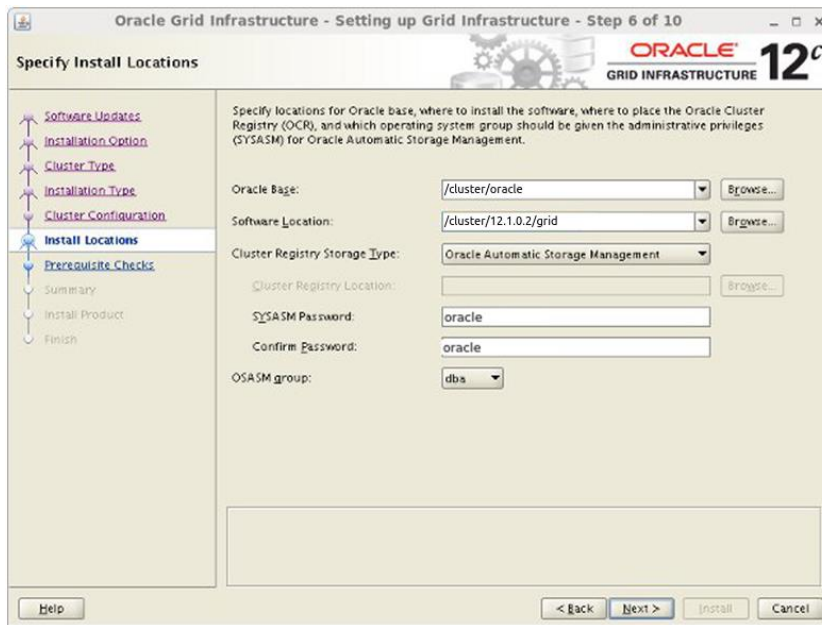 Oracle Grid Infrastructure - Setting up Grid Infrastructure - Step 6 of 10
Specify Install Locations
ORACLE
GRID INFRASTRUCTURE
12c
Software Updates
Installation Option
Cluster Type
Installation Type
Cluster Configuration
Install Locations
Prerequisite Checks
Summary
Install Product
Finish
Specify locations for Oracle base, where to install the software, where to place the Oracle Cluster
Registry (OCR), and which operating system group should be given the administrative privileges
(SYSASM) for Oracle Automatic Storage Management.
Oracle Base: /cluster/oracle Browse...
Software Location: /cluster/12.1.0.2/grid Browse...
Cluster Registry Storage Type: Oracle Automatic Storage Management
Cluster Registry Location: Browse...
SYSASM Password: oracle
Confirm Password: oracle
OSASM group: dba
Help < Back Next > Install Cancel